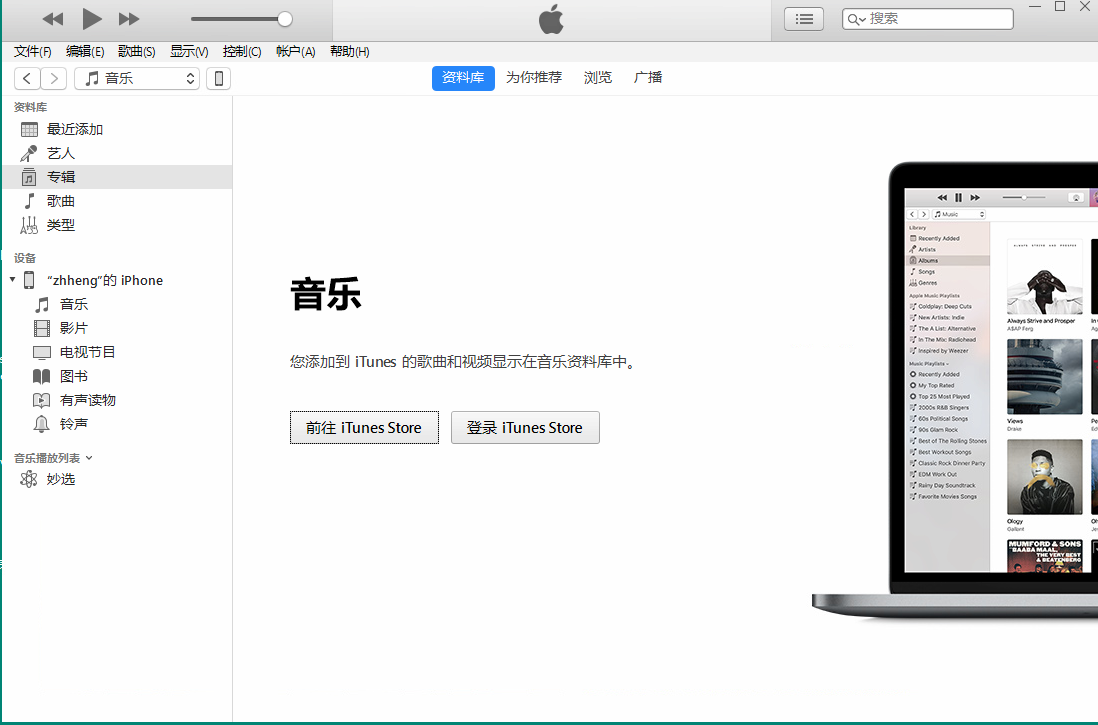 搜索
文件(F) 编辑(E) 歌曲(S) 显示(V) 控制(C) 帐户(A) 帮助(H)
音乐
资料库 为你推荐 浏览 广播
资料库
最近添加
艺人
专辑
歌曲
类型
设备
“zhheng”的 iPhone
音乐
影片
电视节目
图书
有声读物
铃声
音乐播放列表
妙选
音乐
您添加到 iTunes 的歌曲和视频显示在音乐资料库中。
前往 iTunes Store
登录 iTunes Store
Music
Library
Recently Added
Artists
Albums
Songs
Genres
Apple Music Playlists
Coldplay: Deep Cuts
New Artists: Indie
The A List: Alternative
In The Mix: Radiohead
Inspired by Weezer
Music Playlists
Recently Added
My Top Rated
Top 25 Most Played
2000s R&B Singers
60s Political Songs
90s Glam Rock
Best of The Rolling Stones
Best Workout Songs
Classic Rock Dinner Party
EDM Work Out
Rainy Day Soundtrack
Favorite Movies Songs
ALWAYS STRIVE AND PROSPER
Always Strive and Prosper
A$AP Ferg
Views
Drake
Ology
Gallant
MUMFORD & SONS
BAABA MAAL,
THE VERY BEST
& BEATENBERG